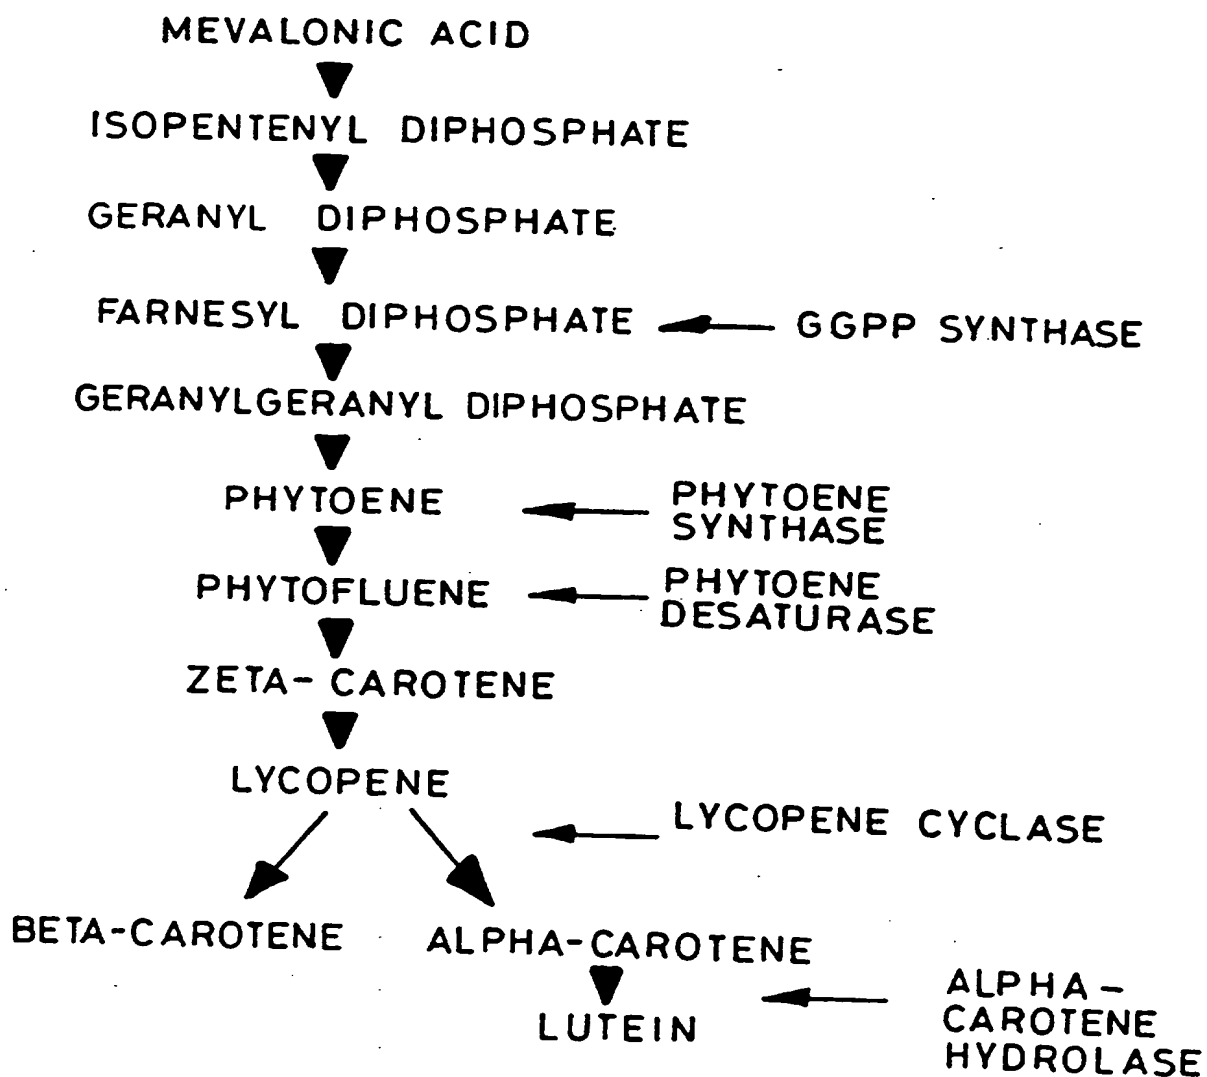 MEVALONIC ACID
ISOPENTENYL DIPHOSPHATE
GERANYL DIPHOSPHATE
FARNESYL DIPHOSPHATE
GGPP SYNTHASE
GERANYLGERANYL DIPHOSPHATE
PHYTOENE
PHYTOENE
SYNTHASE
PHYTOFLUENE
PHYTOENE
DESATURASE
ZETA- CAROTENE
LYCOPENE
LYCOPENE CYCLASE
BETA-CAROTENE
ALPHA-CAROTENE
LUTEIN
ALPHA-
CAROTENE
HYDROLASE